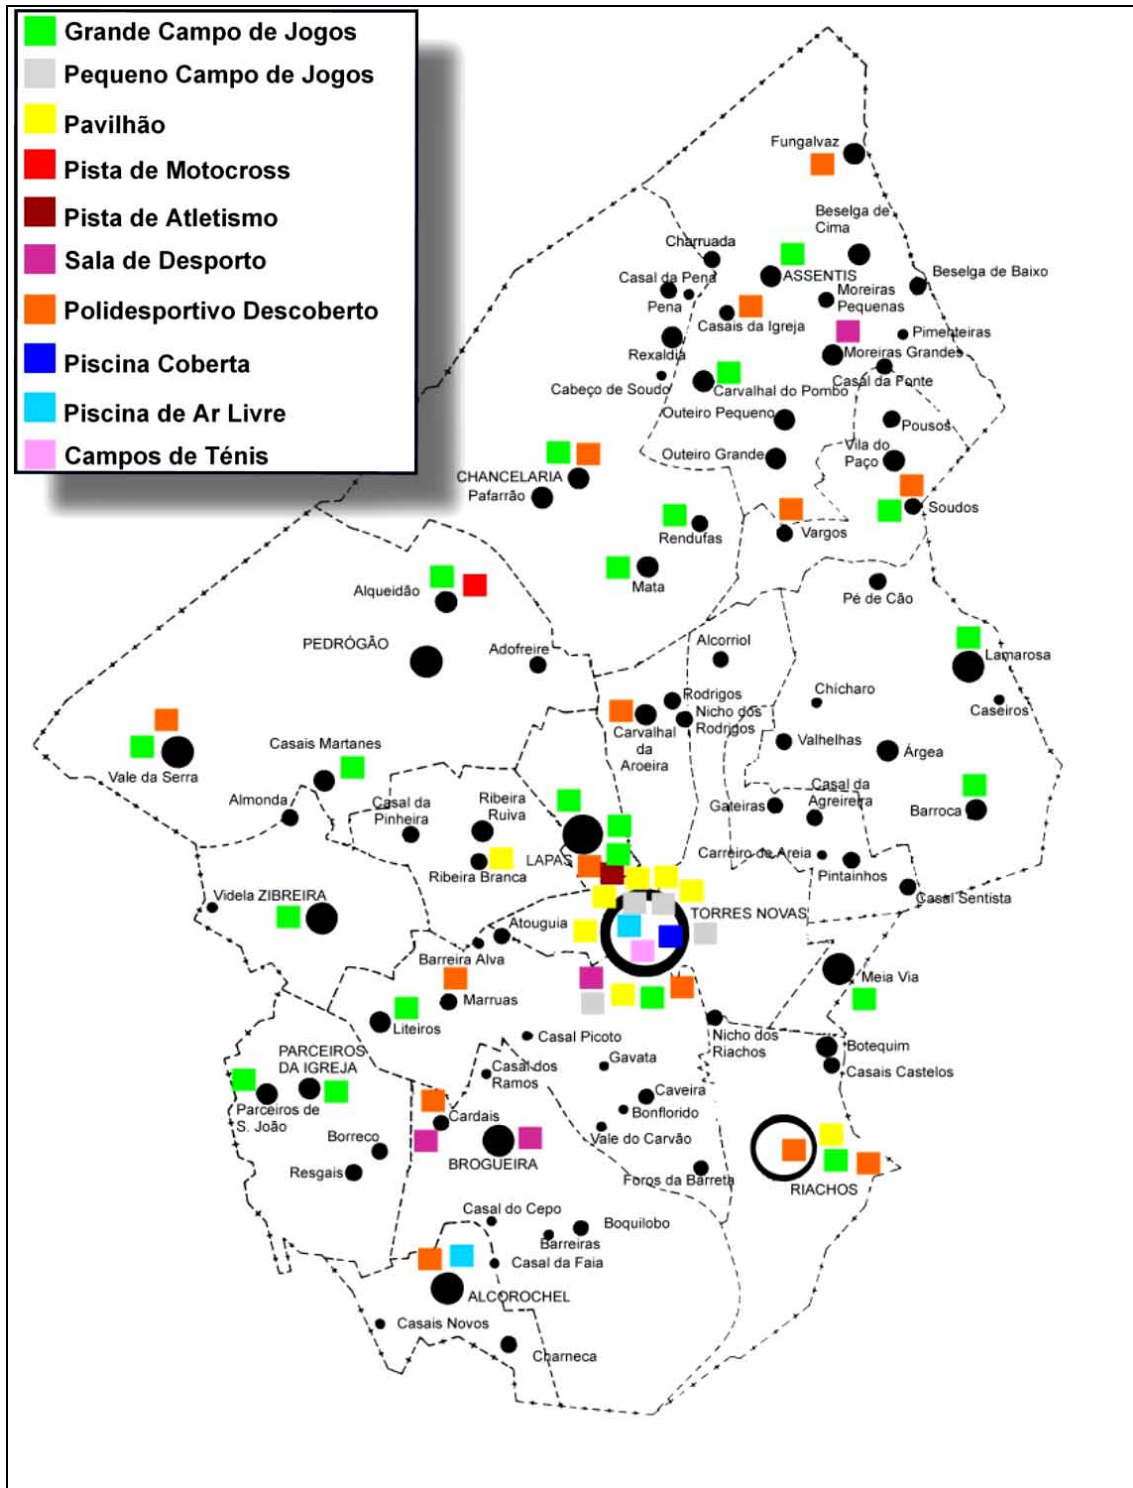 Grande Campo de Jogos
Pequeno Campo de Jogos
Pavilhão
Pista de Motocross
Pista de Atletismo
Sala de Desporto
Polidesportivo Descoberto
Piscina Coberta
Piscina de Ar Livre
Campos de Ténis
Fungalvaz
Beselga de
Cima
Charruada
ASSENTIS
Beselga de Baixo
Casal da Pena
Moreiras
Pequenas
Pena
Casais da Igreja
Pimenteiras
Rexaldia
Moreiras Grandes
Casal da Fonte
Cabeço de Soudo
Carvalhal do Pombo
Outeiro Pequeno
Pousos
Outeiro Grande
Vila do
Paço
CHANCELARIA
Pafarrão
Soudos
Rendufas
Vargos
Mata
Pé de Cão
Alqueidão
PEDRÓGÃO
Adofreire
Alcorriol
Lamarosa
Rodrigos
Chícharo
Caseiros
Nicho dos
Rodrigos
Carvalhal
da
Aroeira
Valhelhas
Árgea
Casais Martanes
Vale da Serra
Almonda
Casal da
Pinheira
Ribeira
Ruiva
Gateiras
Casal da
Agreireira
Barroca
LAPAS
Carreiro de Areia
Ribeira Branca
Pintainhos
Casal Sentista
Videla
ZIBREIRA
TORRES NOVAS
Atouguia
Barreira Alva
Meia Via
Marruas
Liteiros
Casal Picoto
Nicho dos
Riachos
Botequim
PARCEIROS
DA IGREJA
Gavata
Casais Castelos
Casal dos
Ramos
Caveira
Parceiros de
S. João
Cardais
Bonflorido
Borreco
Vale do Carvão
BROGUEIRA
Resgais
Foros da Barreta
RIACHOS
Casal do Cepo
Boquilobo
Barreiras
Casal da Faia
ALCOROCHEL
Casais Novos
Charneca